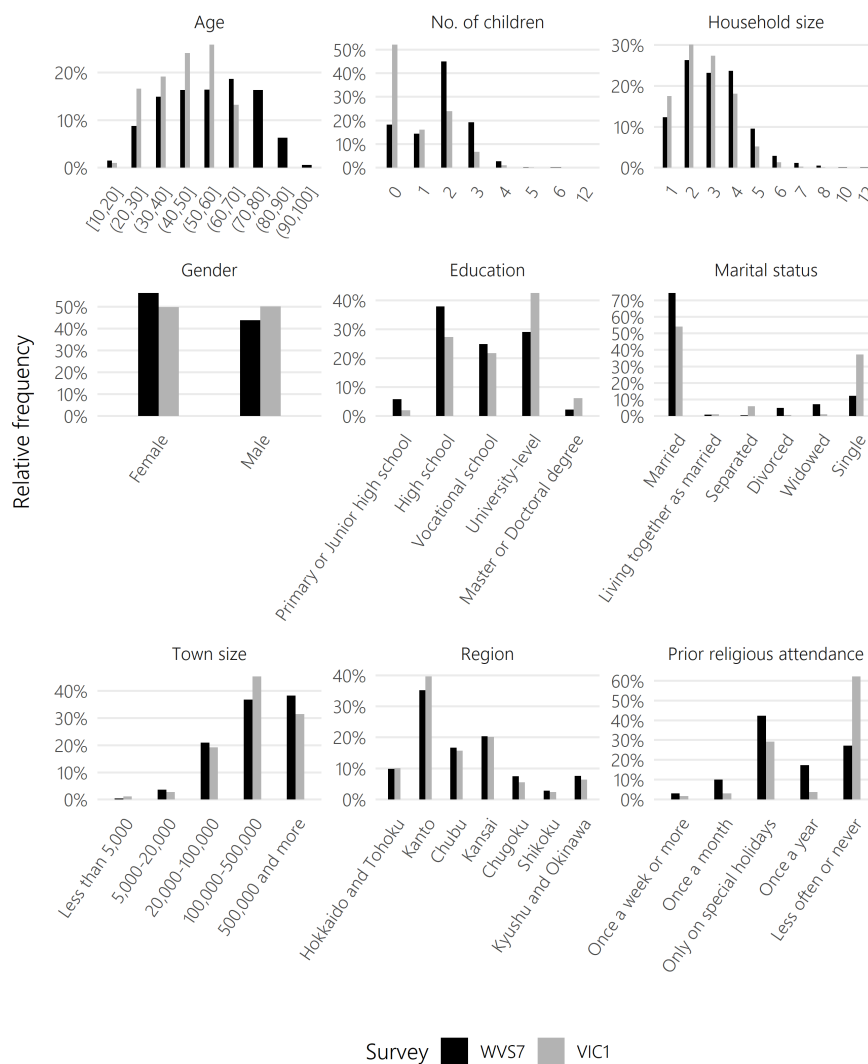 Age
No. of children
Household size
20%
10%
0%
50%
40%
30%
20%
10%
0%
30%
20%
10%
0%
[10,20]
(20,30]
(30,40]
(40,50]
(50,60]
(60,70]
(70,80]
(80,90]
(90,100]
0
1
2
3
4
5
6
12
1
2
3
4
5
6
7
8
10
Gender
Education
Marital status
50%
40%
30%
20%
10%
0%
40%
30%
20%
10%
0%
70%
60%
50%
40%
30%
20%
10%
0%
Relative frequency
Female
Male
Primary or Junior high school
High school
Vocational school
University-level
Master or Doctoral degree
Married
Living together as married
Separated
Divorced
Widowed
Single
Town size
Region
Prior religious attendance
40%
30%
20%
10%
0%
40%
30%
20%
10%
0%
60%
50%
40%
30%
20%
10%
0%
Less than 5,000
5,000-20,000
20,000-100,000
100,000-500,000
500,000 and more
Hokkaido and Tohoku
Kanto
Chubu
Kansai
Chugoku
Shikoku
Kyushu and Okinawa
Once a week or more
Once a month
Only on special holidays
Once a year
Less often or never
Survey WVS7 VIC1